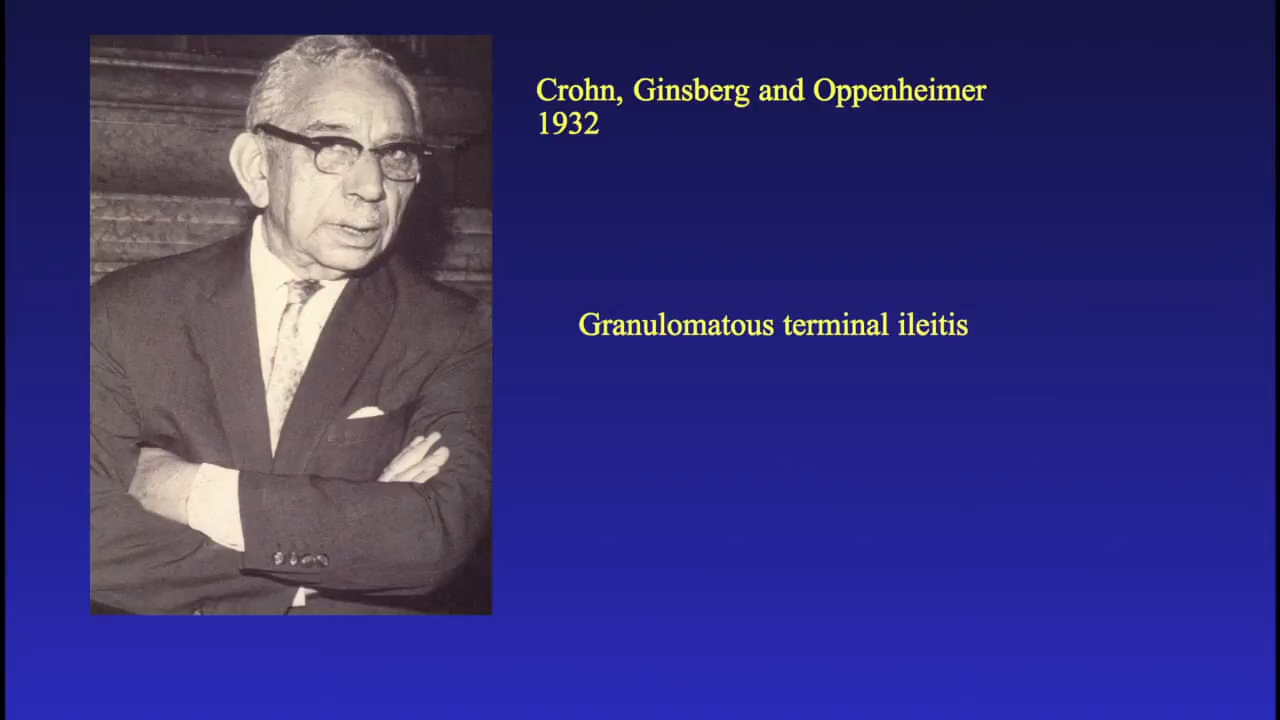 Crohn, Ginsberg and Oppenheimer
1932
Granulomatous terminal ileitis